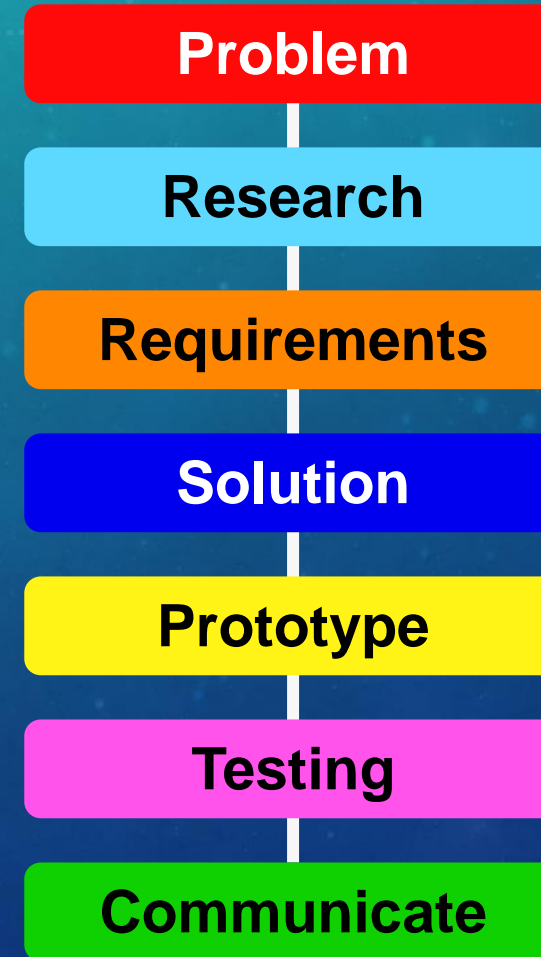 Problem
Research
Requirements
Solution
Prototype
Testing
Communicate